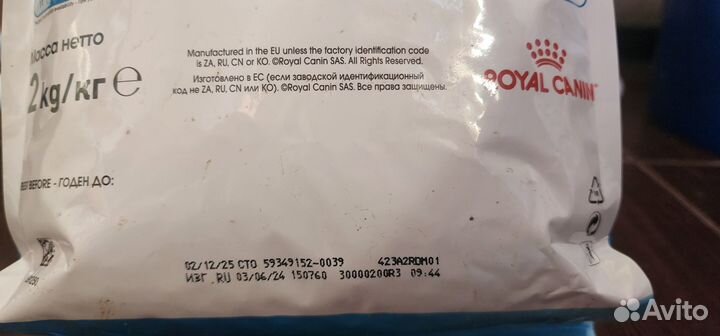 Масса нетто
2kg/кг e
Manufactured in the EU unless the factory identification code
is ZA, RU, CN or KO. ©Royal Canin SAS. All Rights Reserved.
Изготовлено в ЕС (если заводской идентификационный
код не ZA, RU, CN или KO). ©Royal Canin SAS. Все права защищены.
ROYAL CANIN
BEFORE - ГОДЕН ДО:
02/12/25 CTO 59349152-0039 423A2RDM01
ИЗГ. RU 03/06/24 150760 30000200R3 09:44
Avito